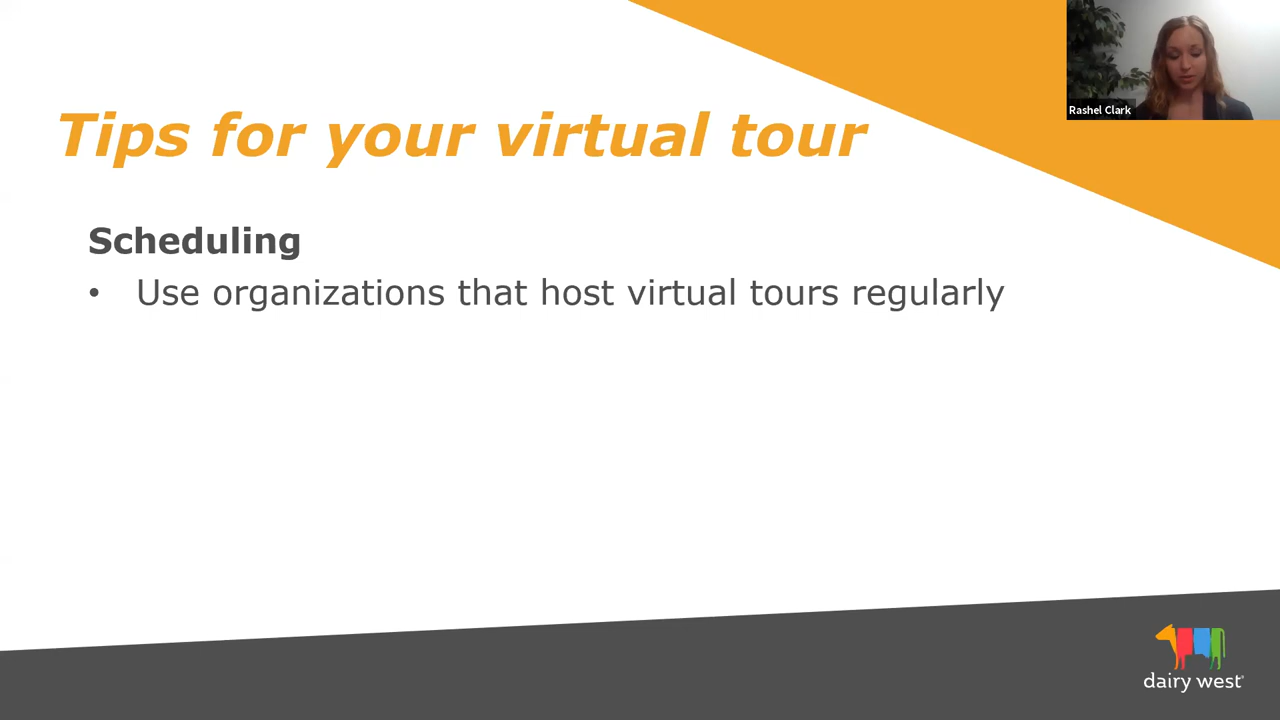 Rashel Clark
Tips for your virtual tour
Scheduling
• Use organizations that host virtual tours regularly
dairy west